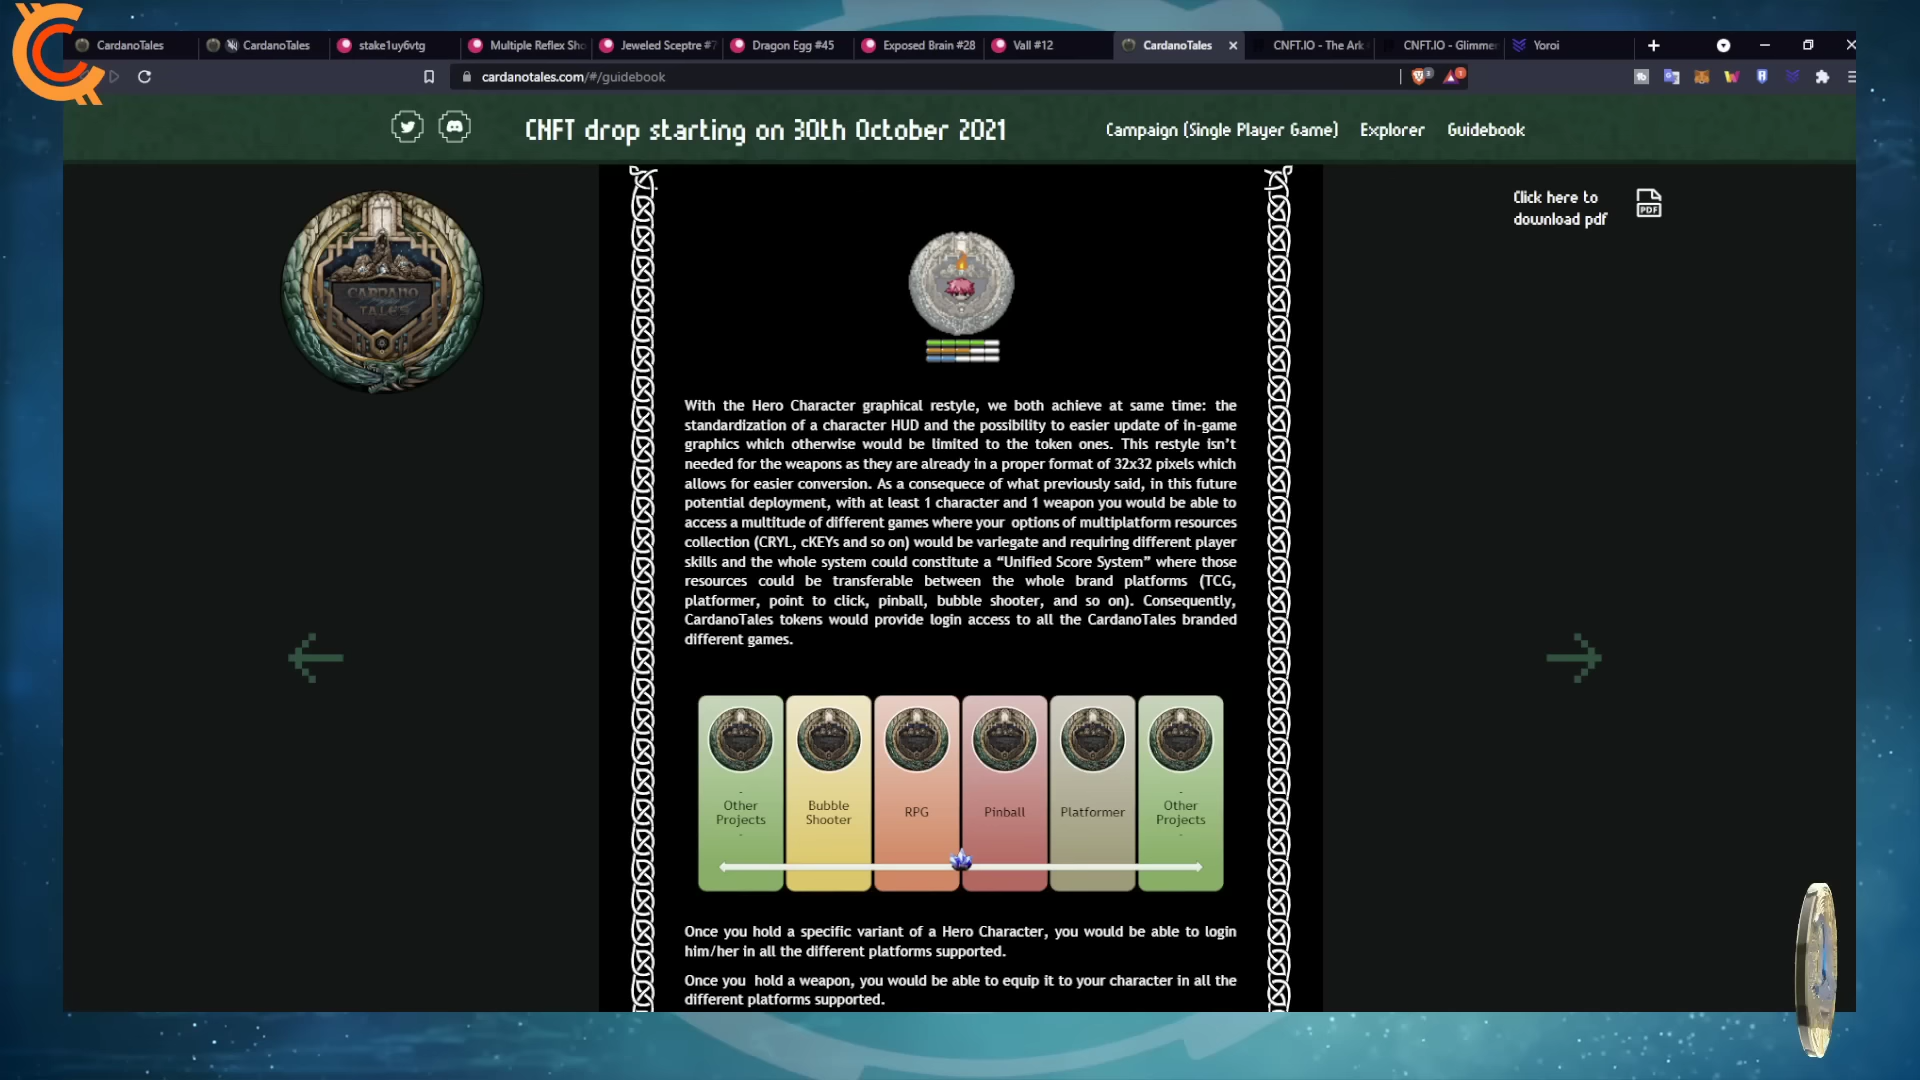 CardanoTales
CardanoTales
stake1uy6vtg
Multiple Reflex Sho
Jeweled Sceptre #7
Dragon Egg #45
Exposed Brain #28
Vall #12
CardanoTales
CNFT.IO - The Ark
CNFT.IO - Glimmer
Yoroi
cardanotales.com/#/guidebook
CNFT drop starting on 30th October 2021
Campaign (Single Player Game)
Explorer
Guidebook
CARDANO
TALES
Click here to
download pdf
PDF
With the Hero Character graphical restyle, we both achieve at same time: the
standardization of a character HUD and the possibility to easier update of in-game
graphics which otherwise would be limited to the token ones. This restyle isn't
needed for the weapons as they are already in a proper format of 32x32 pixels which
allows for easier conversion. As a consequece of what previously said, in this future
potential deployment, with at least 1 character and 1 weapon you would be able to
access a multitude of different games where your options of multiplatform resources
collection (CRYL, cKEYs and so on) would be variegate and requiring different player
skills and the whole system could constitute a “Unified Score System” where those
resources could be transferable between the whole brand platforms (TCG,
platformer, point to click, pinball, bubble shooter, and so on). Consequently,
CardanoTales tokens would provide login access to all the CardanoTales branded
different games.
- Other Projects -
Bubble Shooter
RPG
Pinball
Platformer
- Other Projects -
Once you hold a specific variant of a Hero Character, you would be able to login
him/her in all the different platforms supported.
Once you hold a weapon, you would be able to equip it to your character in all the
different platforms supported.